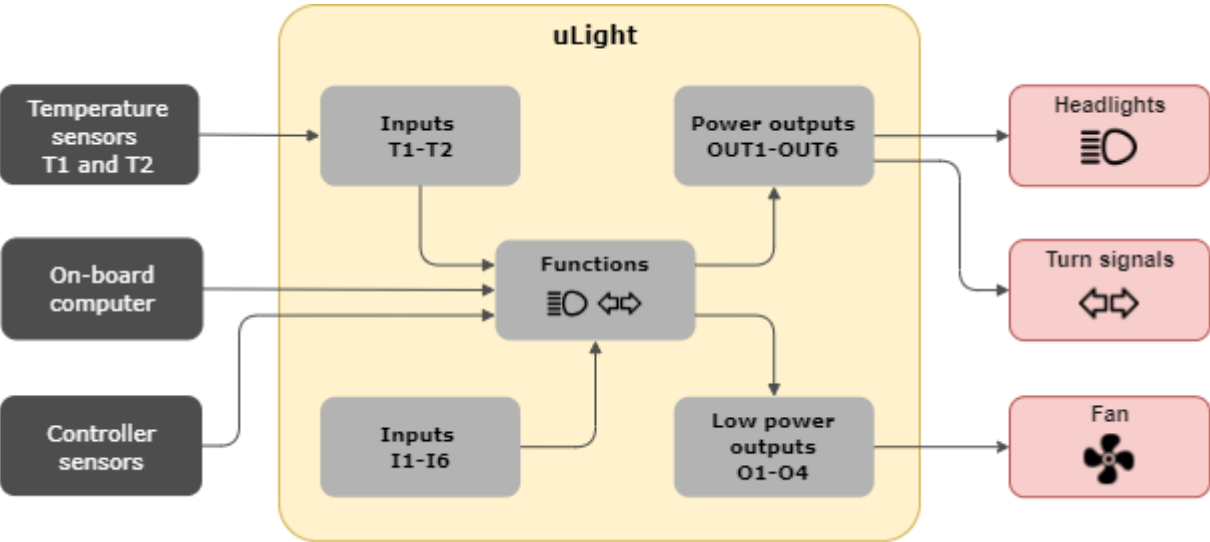 uLight
Temperature
sensors
T1 and T2
Inputs
T1-T2
Power outputs
OUT1-OUT6
Headlights
On-board
computer
Functions
Turn signals
Controller
sensors
Inputs
I1-I6
Low power
outputs
O1-O4
Fan